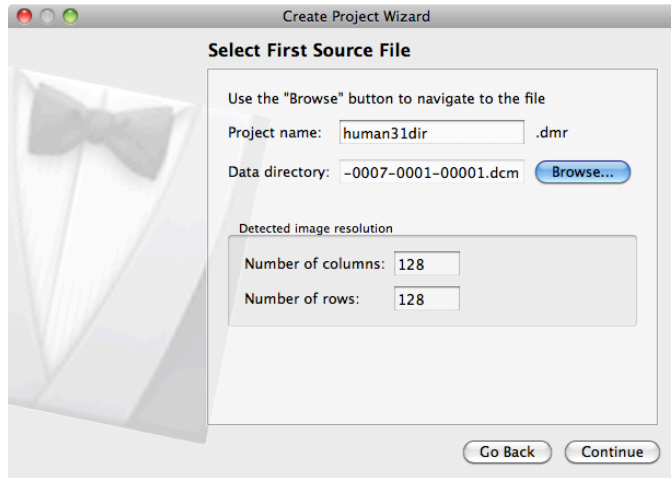 Create Project Wizard
Select First Source File
Use the "Browse" button to navigate to the file
Project name: human31dir .dmr
Data directory: -0007-0001-00001.dcm Browse...
Detected image resolution
Number of columns: 128
Number of rows: 128
Go Back Continue